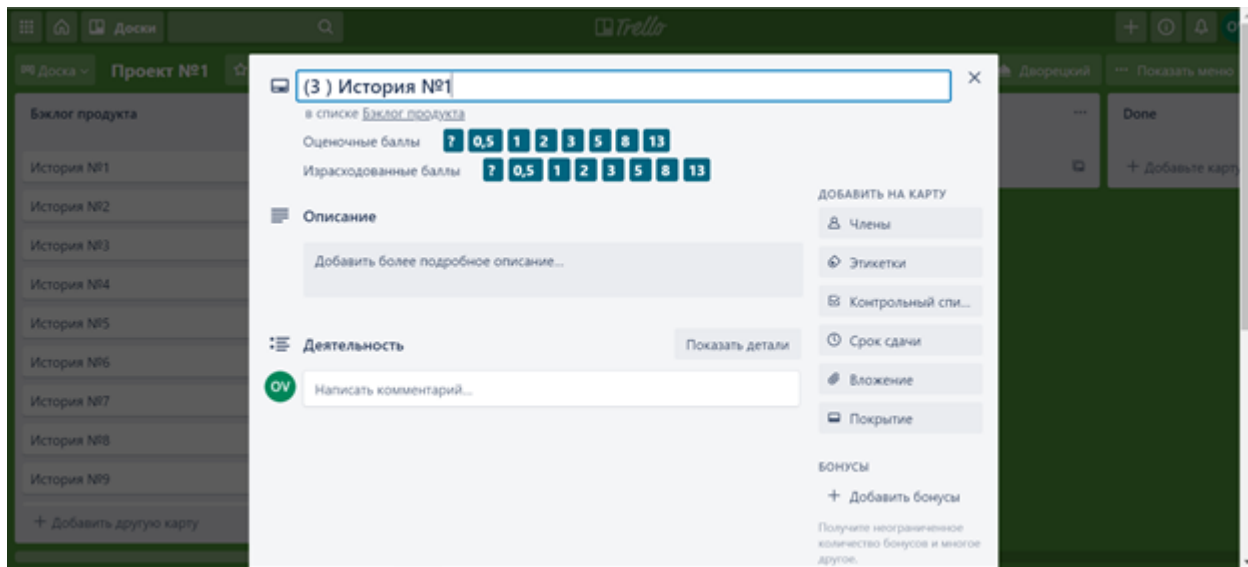 Доски
Trello
Доска
Проект №1
Дворецкий
Показать меню
Бэклог продукта
История №1
История №2
История №3
История №4
История №5
История №6
История №7
История №8
История №9
+ Добавить другую карту
(3 ) История №1
в списке Бэклог продукта
Оценочные баллы ? 0,5 1 2 3 5 8 13
Израсходованные баллы ? 0,5 1 2 3 5 8 13
Описание
Добавить более подробное описание...
Деятельность
Показать детали
OV
Написать комментарий...
ДОБАВИТЬ НА КАРТУ
Члены
Этикетки
Контрольный спи...
Срок сдачи
Вложение
Покрытие
БОНУСЫ
+ Добавить бонусы
Получите неограниченное
количество бонусов и многое
другое.
Done
+ Добавьте карту